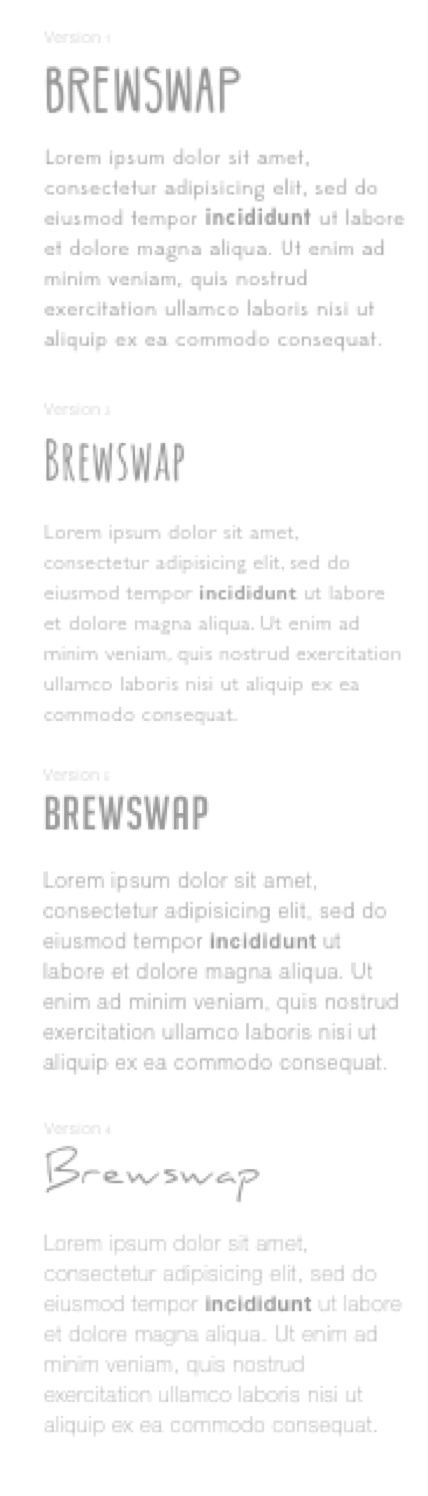 Version 1
BREWSWAP
Lorem ipsum dolor sit amet,
consectetur adipisicing elit, sed do
eiusmod tempor incididunt ut labore
et dolore magna aliqua. Ut enim ad
minim veniam, quis nostrud
exercitation ullamco laboris nisi ut
aliquip ex ea commodo consequat.
Version 2
BREWSWAP
Lorem ipsum dolor sit amet,
consectetur adipisicing elit, sed do
eiusmod tempor incididunt ut labore
et dolore magna aliqua. Ut enim ad
minim veniam, quis nostrud exercitation
ullamco laboris nisi ut aliquip ex ea
commodo consequat.
Version
BREWSWAP
Lorem ipsum dolor sit amet,
consectetur adipisicing elit, sed do
eiusmod tempor incididunt ut
labore et dolore magna aliqua. Ut
enim ad minim veniam, quis nostrud
exercitation ullamco laboris nisi ut
aliquip ex ea commodo consequat.
Version 4
Brewswap
Lorem ipsum dolor sit amet,
consectetur adipisicing elit, sed do
eiusmod tempor incididunt ut labore
et dolore magna aliqua. Ut enim ad
minim veniam, quis nostrud
exercitation ullamco laboris nisi ut
aliquip ex ea commodo consequat.